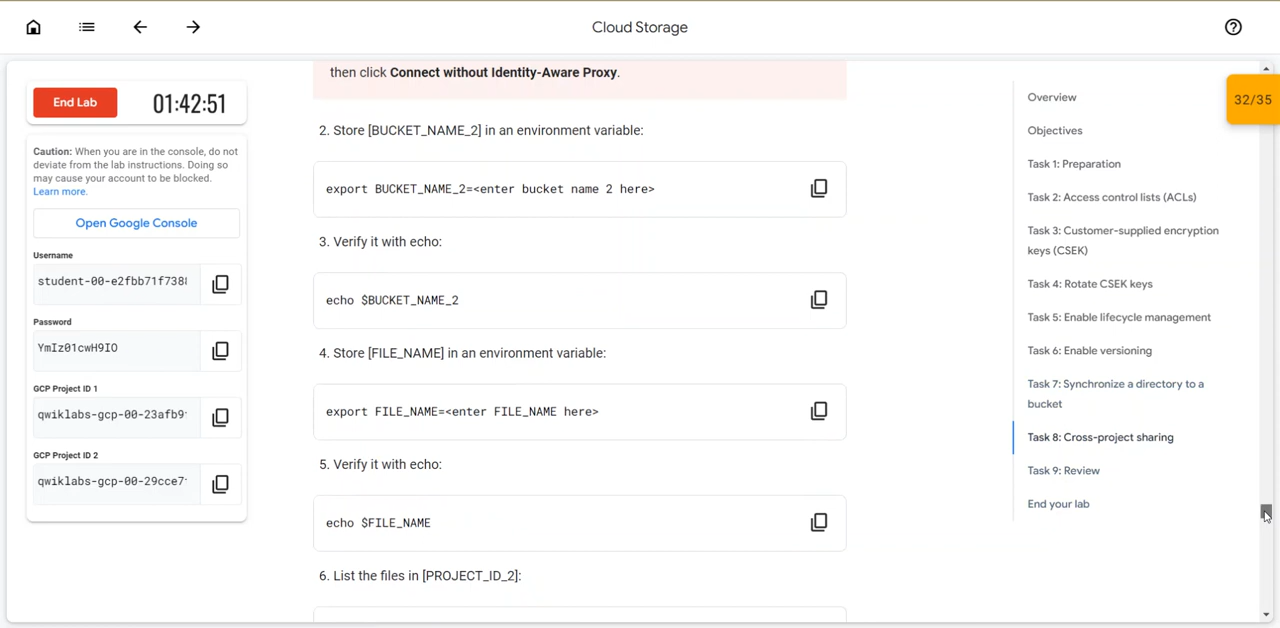 Cloud Storage
then click Connect without Identity-Aware Proxy.
End Lab
01:42:51
32/35
Caution: When you are in the console, do not
deviate from the lab instructions. Doing so
may cause your account to be blocked.
Learn more.
Open Google Console
Username
student-00-e2fbb71f738
Password
YmIz01cwH9IO
GCP Project ID 1
qwiklabs-gcp-00-23afb9
GCP Project ID 2
qwiklabs-gcp-00-29cce7
2. Store [BUCKET_NAME_2] in an environment variable:
export BUCKET_NAME_2=<enter bucket name 2 here>
3. Verify it with echo:
echo $BUCKET_NAME_2
4. Store [FILE_NAME] in an environment variable:
export FILE_NAME=<enter FILE_NAME here>
5. Verify it with echo:
echo $FILE_NAME
6. List the files in [PROJECT_ID_2]:
Overview
Objectives
Task 1: Preparation
Task 2: Access control lists (ACLs)
Task 3: Customer-supplied encryption
keys (CSEK)
Task 4: Rotate CSEK keys
Task 5: Enable lifecycle management
Task 6: Enable versioning
Task 7: Synchronize a directory to a
bucket
Task 8: Cross-project sharing
Task 9: Review
End your lab